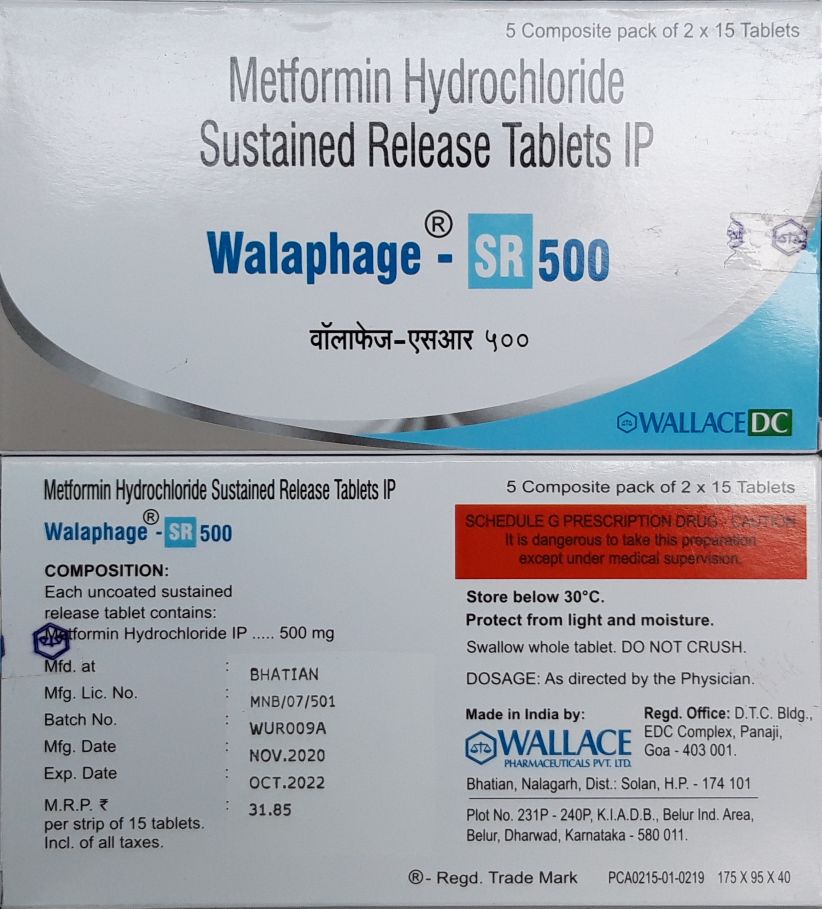 5 Composite pack of 2 x 15 Tablets
Metformin Hydrochloride
Sustained Release Tablets IP
Walaphage® - SR 500
वॉलाफेज-एसआर ५००
WALLACE DC
Metformin Hydrochloride Sustained Release Tablets IP
5 Composite pack of 2 x 15 Tablets
Walaphage® - SR 500
SCHEDULE G PRESCRIPTION DRUG - CAUTION
It is dangerous to take this preparation
except under medical supervision.
COMPOSITION:
Each uncoated sustained
release tablet contains:
Metformin Hydrochloride IP ..... 500 mg
Mfd. at : BHATIAN
Mfg. Lic. No. : MNB/07/501
Batch No. : WUR009A
Mfg. Date : NOV.2020
Exp. Date : OCT.2022
M.R.P. ₹ : 31.85
per strip of 15 tablets.
Incl. of all taxes.
Store below 30°C.
Protect from light and moisture.
Swallow whole tablet. DO NOT CRUSH.
DOSAGE: As directed by the Physician.
Made in India by:
WALLACE
PHARMACEUTICALS PVT. LTD.
Regd. Office: D.T.C. Bldg.,
EDC Complex, Panaji,
Goa - 403 001.
Bhatian, Nalagarh, Dist.: Solan, H.P. - 174 101
Plot No. 231P - 240P, K.I.A.D.B., Belur Ind. Area,
Belur, Dharwad, Karnataka - 580 011.
®- Regd. Trade Mark PCA0215-01-0219 175 X 95 X 40